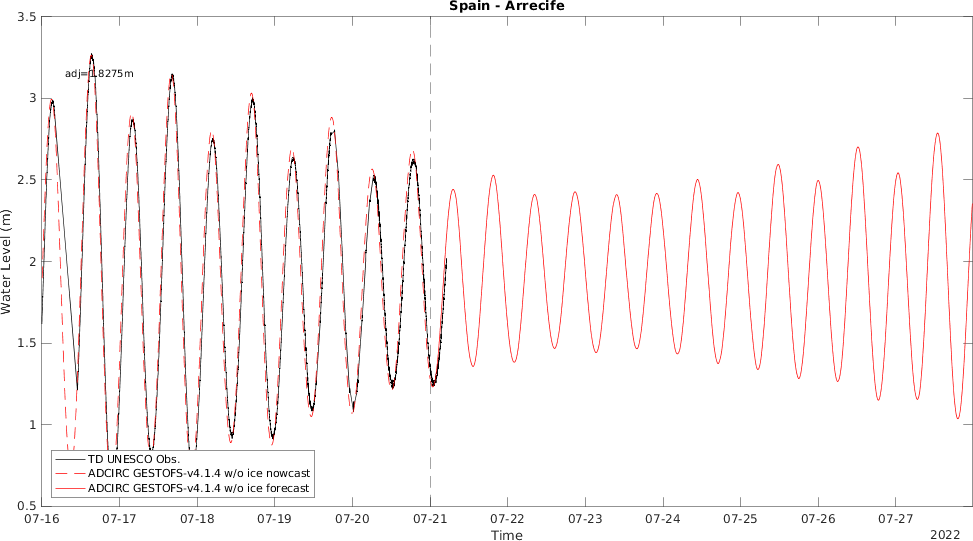 Spain - Arrecife
3.5
3
2.5
2
1.5
1
0.5
Water Level (m)
adj=1.8275m
TD UNESCO Obs.
ADCIRC GESTOFS-v4.1.4 w/o ice nowcast
ADCIRC GESTOFS-v4.1.4 w/o ice forecast
07-16 07-17 07-18 07-19 07-20 07-21 07-22 07-23 07-24 07-25 07-26 07-27
Time
2022